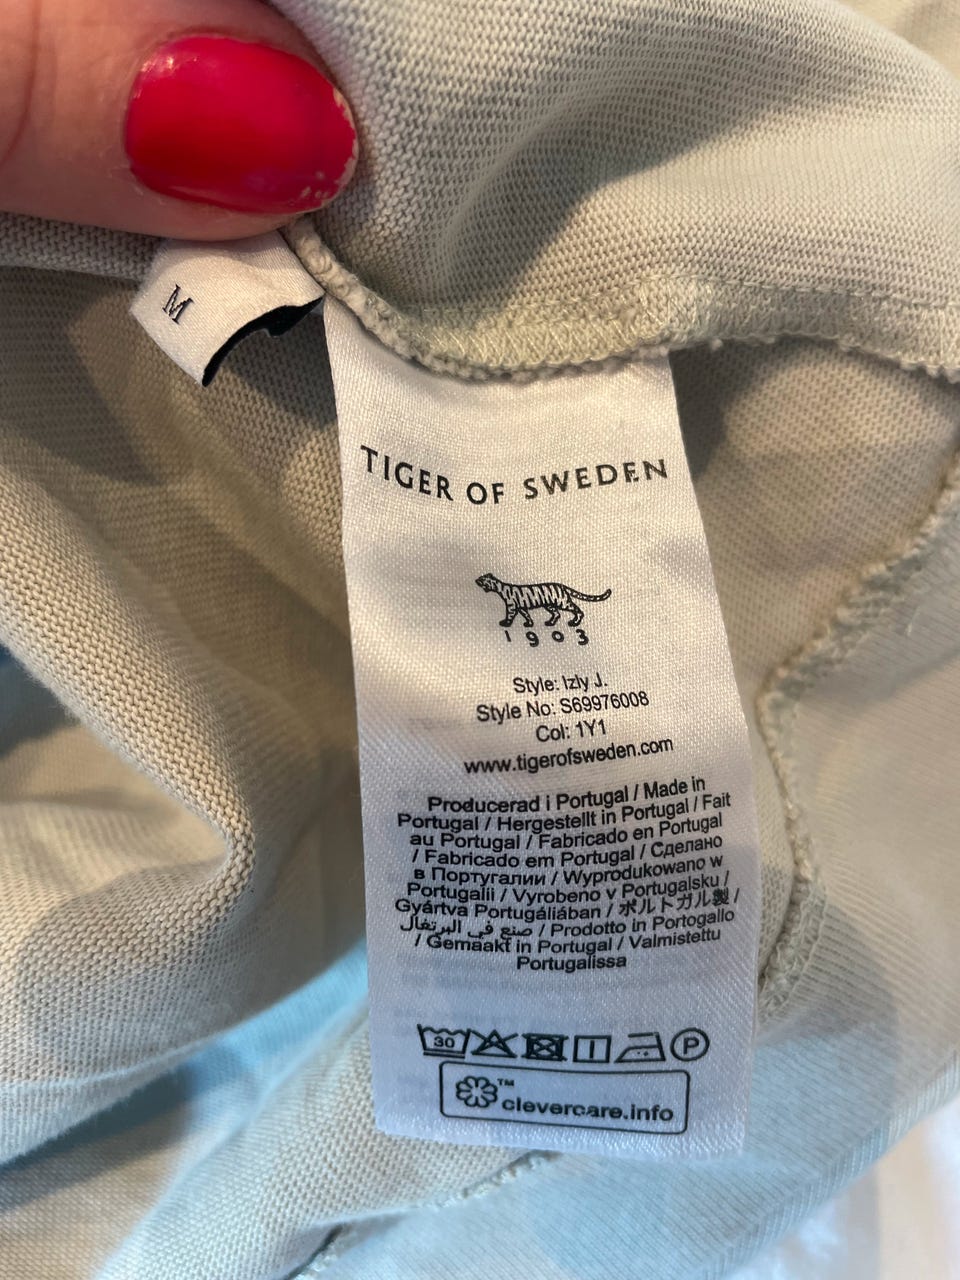 M
TIGER OF SWEDEN
1903
Style: Izly J.
Style No: S69976008
Col: 1Y1
www.tigerofsweden.com
Producerad i Portugal / Made in
Portugal / Hergestellt in Portugal / Fait
au Portugal / Fabricado en Portugal
/ Fabricado em Portugal / Сделано
в Португалии / Wyprodukowano w
Portugalii / Vyrobeno v Portugalsku /
Gyártva Portugáliában / ポルトガル製 /
صنع في البرتغال / Prodotto in Portogallo
/ Gemaakt in Portugal / Valmistettu
Portugalissa
30 P
™ clevercare.info